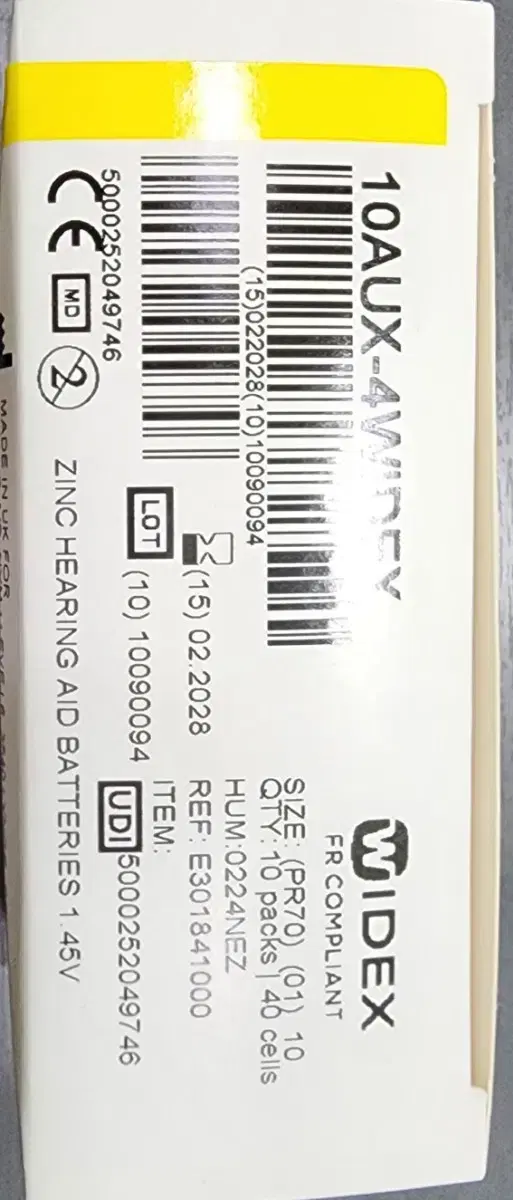 10AUX-4WIDEX
WIDEX
FR COMPLIANT
(15)022028(10)10090094
5000252049746
SIZE: (PR70) (01) 10
QTY: 10 packs | 40 cells
HUM:0224NEZ
(15) 02.2028
REF: E301841000
ITEM:
LOT
(10) 10090094
UDI 5000252049746
CE
MD
2
ZINC HEARING AID BATTERIES 1.45V
MADE IN UK FOR